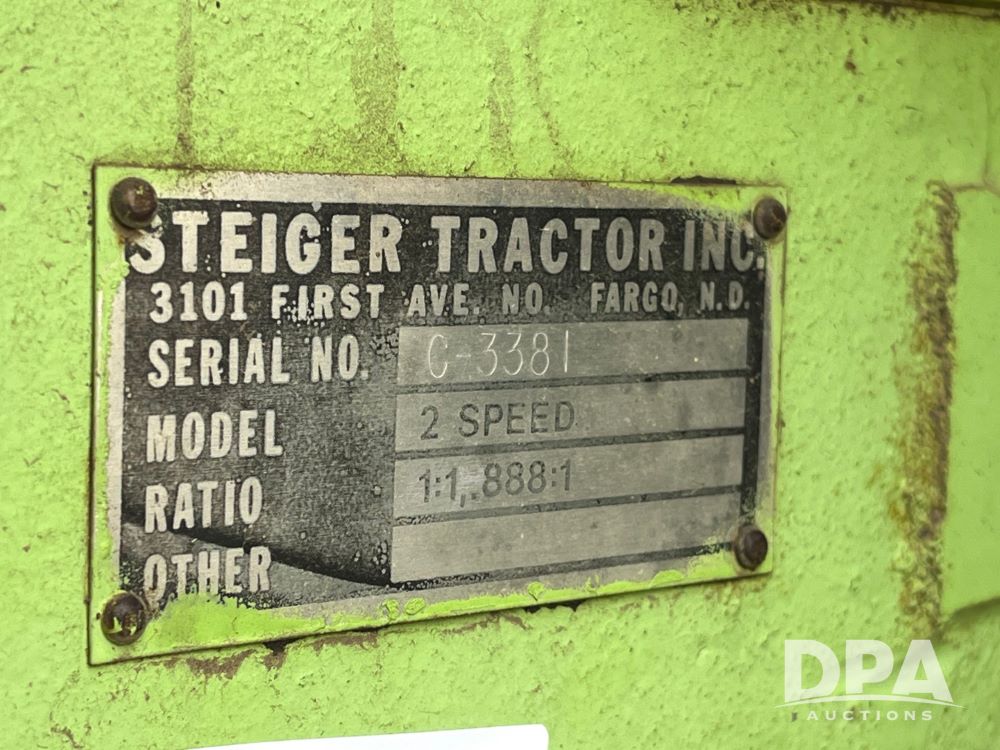 STEIGER TRACTOR INC.
3101 FIRST AVE. NO. FARGO, N.D.
SERIAL NO. C-3381
MODEL 2 SPEED
RATIO 1:1,.888:1
OTHER
DPA
AUCTIONS